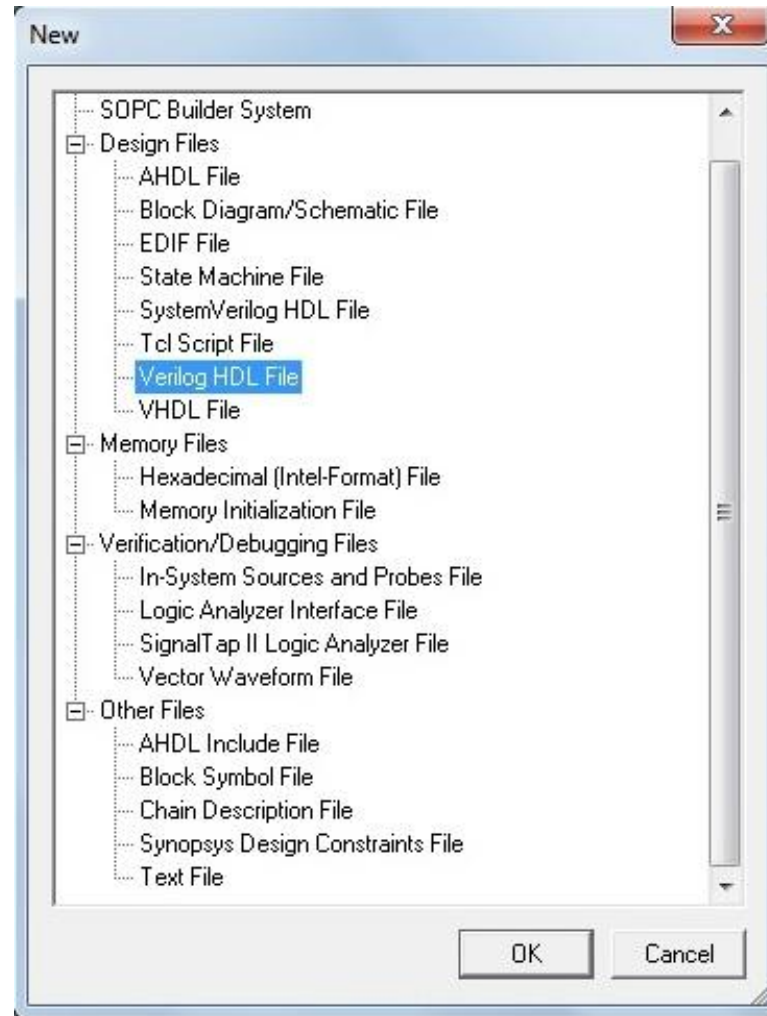 New
SOPC Builder System
Design Files
AHDL File
Block Diagram/Schematic File
EDIF File
State Machine File
SystemVerilog HDL File
Tcl Script File
Verilog HDL File
VHDL File
Memory Files
Hexadecimal (Intel-Format) File
Memory Initialization File
Verification/Debugging Files
In-System Sources and Probes File
Logic Analyzer Interface File
SignalTap II Logic Analyzer File
Vector Waveform File
Other Files
AHDL Include File
Block Symbol File
Chain Description File
Synopsys Design Constraints File
Text File
OK Cancel